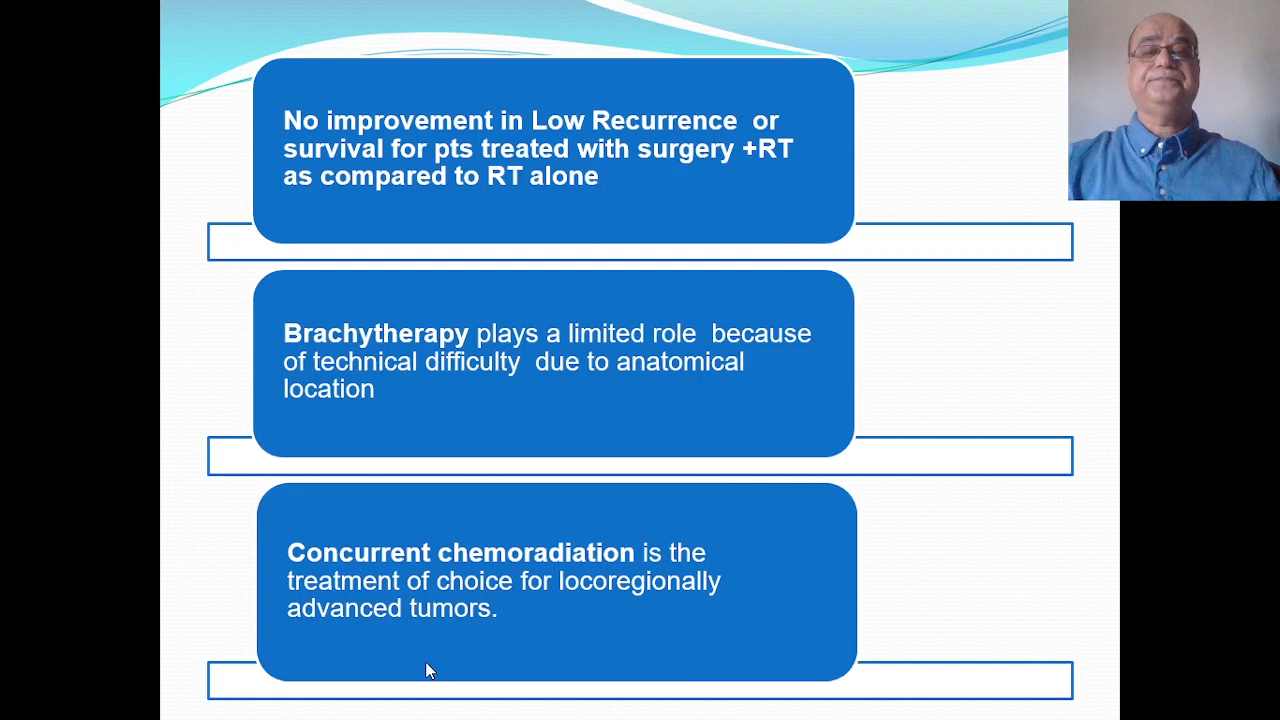 No improvement in Low Recurrence or
survival for pts treated with surgery +RT
as compared to RT alone
Brachytherapy plays a limited role because
of technical difficulty due to anatomical
location
Concurrent chemoradiation is the
treatment of choice for locoregionally
advanced tumors.